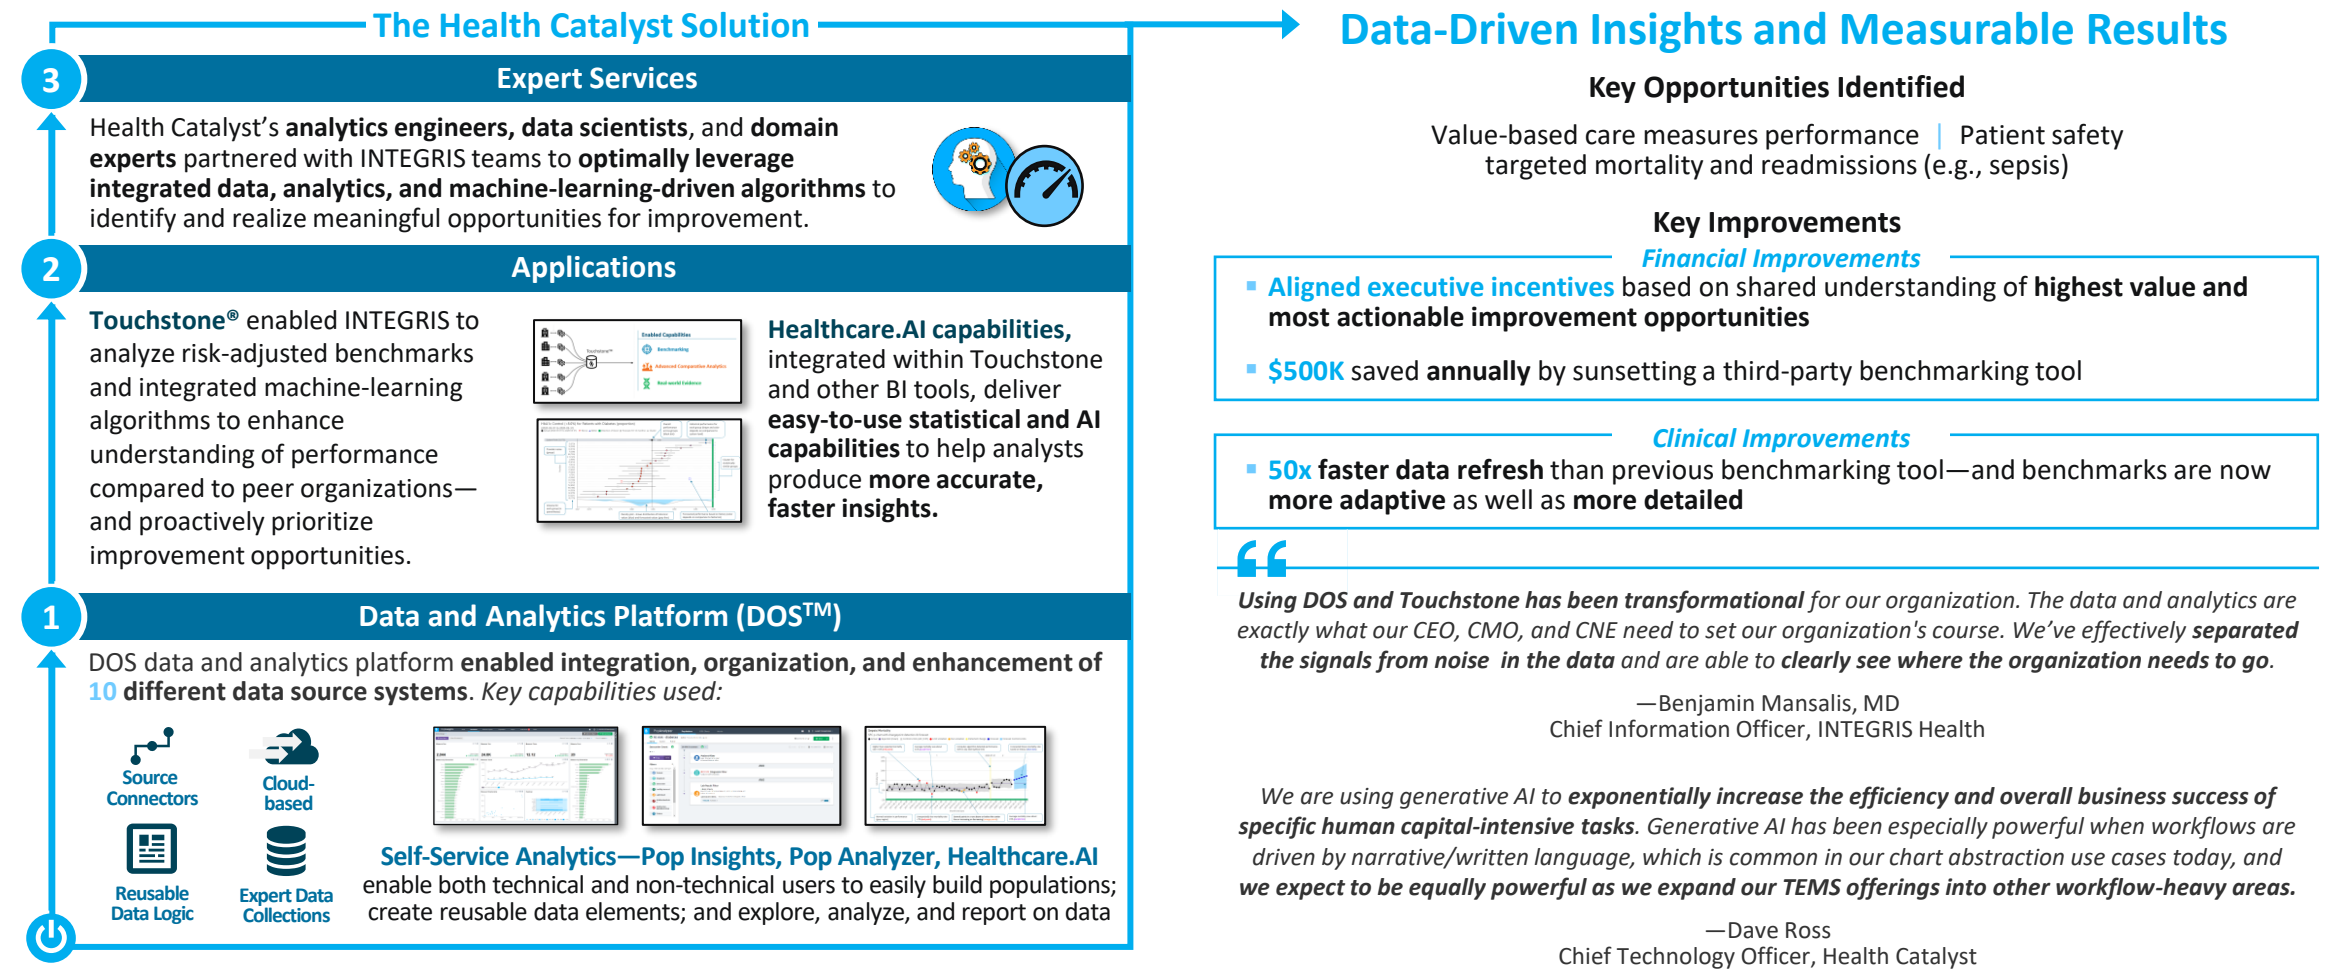 The Health Catalyst Solution
3
Expert Services
Health Catalyst’s analytics engineers, data scientists, and domain
experts partnered with INTEGRIS teams to optimally leverage
integrated data, analytics, and machine-learning-driven algorithms to
identify and realize meaningful opportunities for improvement.
2
Applications
Touchstone® enabled INTEGRIS to
analyze risk-adjusted benchmarks
and integrated machine-learning
algorithms to enhance
understanding of performance
compared to peer organizations—
and proactively prioritize
improvement opportunities.
Touchstone™
Enabled Capabilities
Benchmarking
Advanced Comparative Analytics
Real-world Evidence
Healthcare.AI capabilities,
integrated within Touchstone
and other BI tools, deliver
easy-to-use statistical and AI
capabilities to help analysts
produce more accurate,
faster insights.
1
Data and Analytics Platform (DOS™)
DOS data and analytics platform enabled integration, organization, and enhancement of
10 different data source systems. Key capabilities used:
Source
Connectors
Cloud-
based
Reusable
Data Logic
Expert Data
Collections
Self-Service Analytics—Pop Insights, Pop Analyzer, Healthcare.AI
enable both technical and non-technical users to easily build populations;
create reusable data elements; and explore, analyze, and report on data
Data-Driven Insights and Measurable Results
Key Opportunities Identified
Value-based care measures performance | Patient safety
targeted mortality and readmissions (e.g., sepsis)
Key Improvements
Financial Improvements
▪ Aligned executive incentives based on shared understanding of highest value and
most actionable improvement opportunities
▪ $500K saved annually by sunsetting a third-party benchmarking tool
Clinical Improvements
▪ 50x faster data refresh than previous benchmarking tool—and benchmarks are now
more adaptive as well as more detailed
“
Using DOS and Touchstone has been transformational for our organization. The data and analytics are
exactly what our CEO, CMO, and CNE need to set our organization's course. We’ve effectively separated
the signals from noise in the data and are able to clearly see where the organization needs to go.
—Benjamin Mansalis, MD
Chief Information Officer, INTEGRIS Health
We are using generative AI to exponentially increase the efficiency and overall business success of
specific human capital-intensive tasks. Generative AI has been especially powerful when workflows are
driven by narrative/written language, which is common in our chart abstraction use cases today, and
we expect to be equally powerful as we expand our TEMS offerings into other workflow-heavy areas.
—Dave Ross
Chief Technology Officer, Health Catalyst